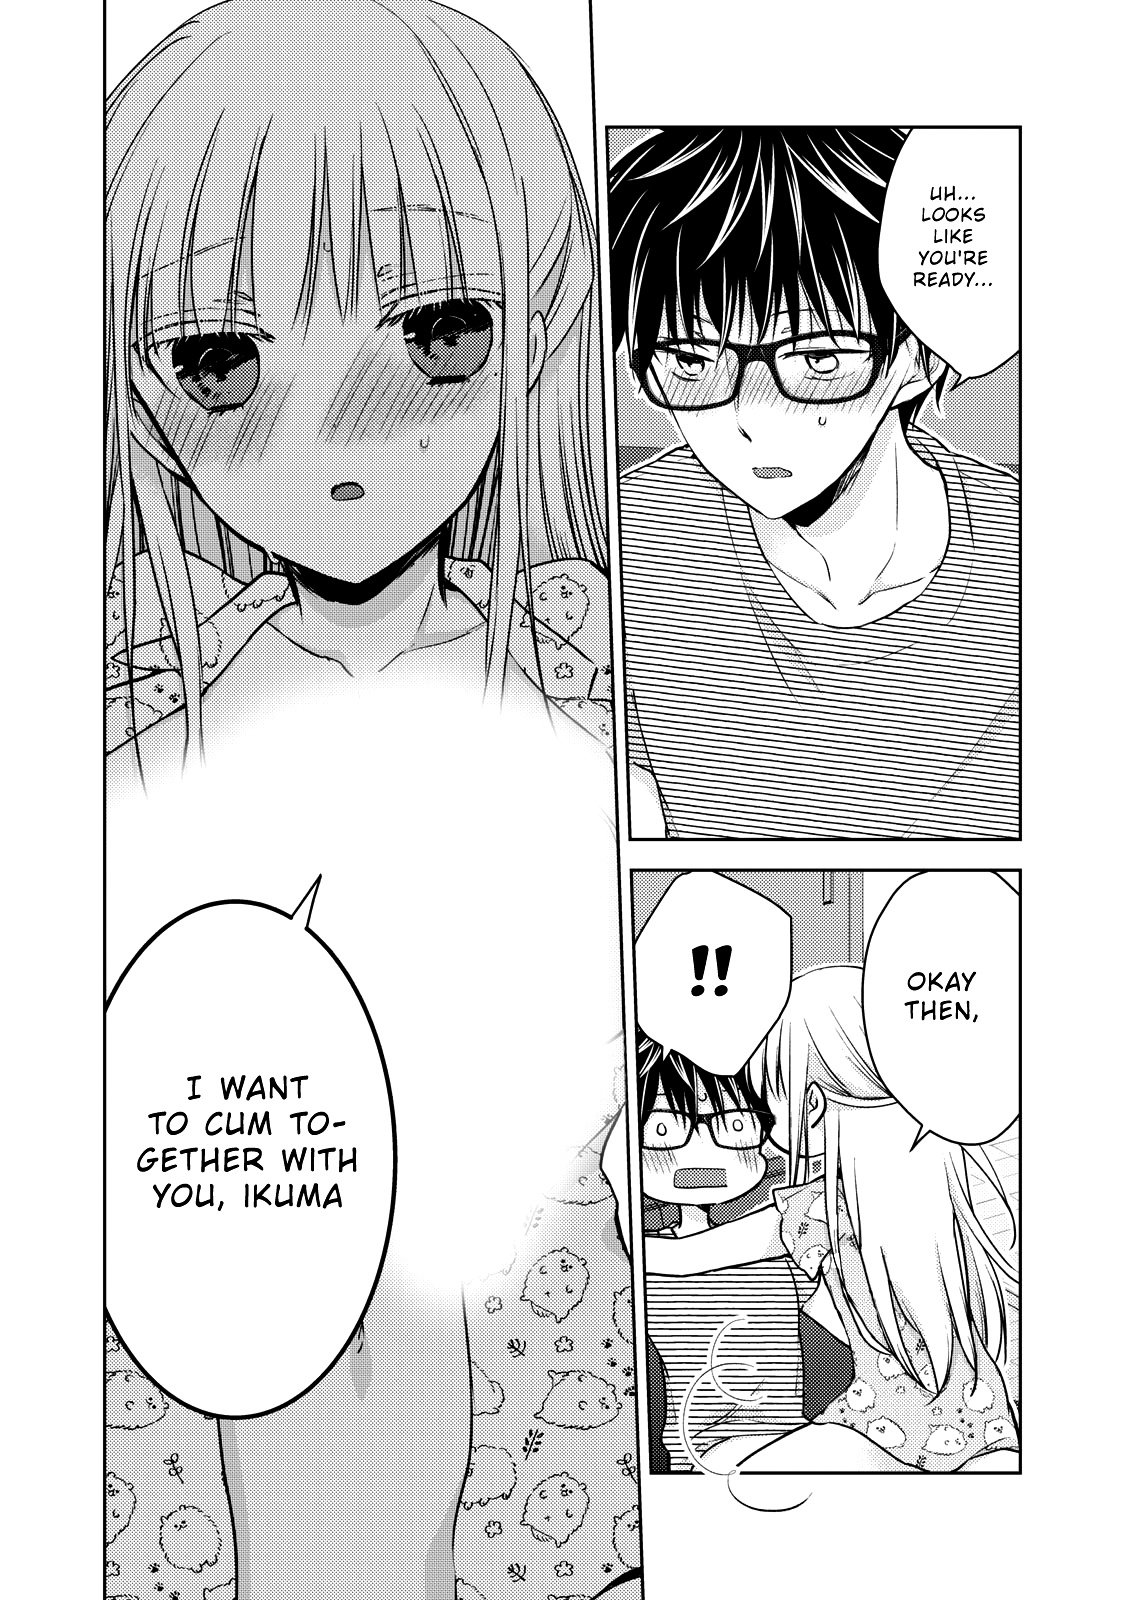 UH...
LOOKS
LIKE
YOU'RE
READY...
OKAY
THEN,
!!
I WANT
TO CUM TO-
GETHER WITH
YOU, IKUMA